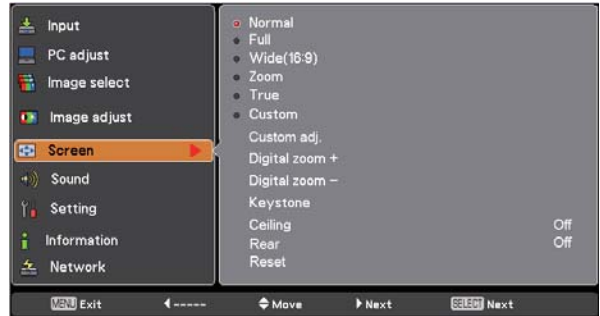 Input
PC adjust
Image select
Image adjust
Screen
Sound
Setting
Information
Network
Normal
Full
Wide(16:9)
Zoom
True
Custom
Custom adj.
Digital zoom +
Digital zoom –
Keystone
Ceiling Off
Rear Off
Reset
MENU Exit ----- Move Next SELECT Next